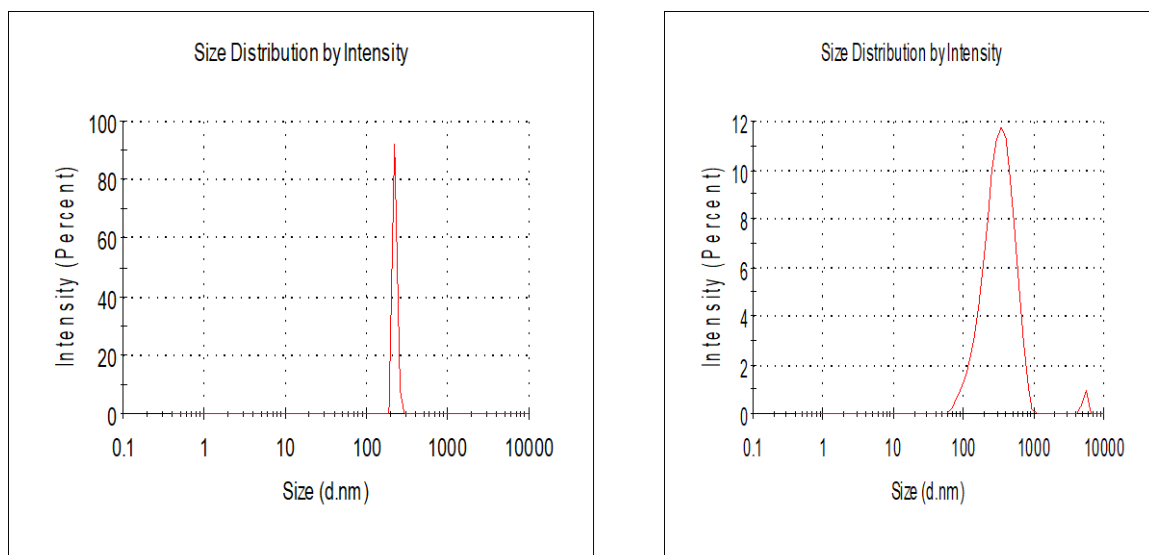 Size Distribution by Intensity
Intensity (Percent)
100
80
60
40
20
0
0.1 1 10 100 1000 10000
Size (d.nm)
Size Distribution by Intensity
Intensity (Percent)
12
10
8
6
4
2
0
0.1 1 10 100 1000 10000
Size (d.nm)